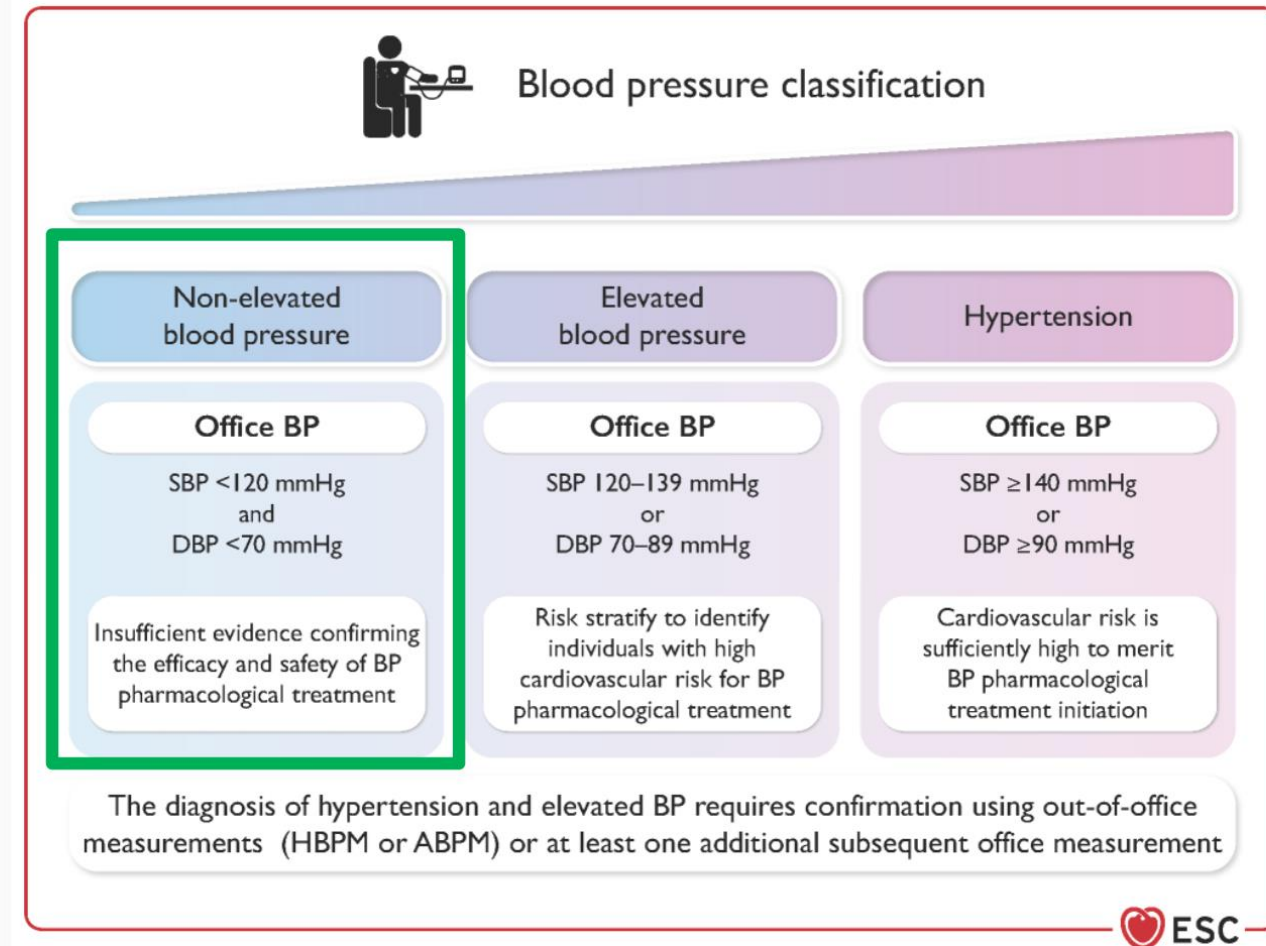 Blood pressure classification
Non-elevated
blood pressure
Office BP
SBP <120 mmHg
and
DBP <70 mmHg
Insufficient evidence confirming
the efficacy and safety of BP
pharmacological treatment
Elevated
blood pressure
Office BP
SBP 120–139 mmHg
or
DBP 70–89 mmHg
Risk stratify to identify
individuals with high
cardiovascular risk for BP
pharmacological treatment
Hypertension
Office BP
SBP ≥140 mmHg
or
DBP ≥90 mmHg
Cardiovascular risk is
sufficiently high to merit
BP pharmacological
treatment initiation
The diagnosis of hypertension and elevated BP requires confirmation using out-of-office
measurements (HBPM or ABPM) or at least one additional subsequent office measurement
ESC